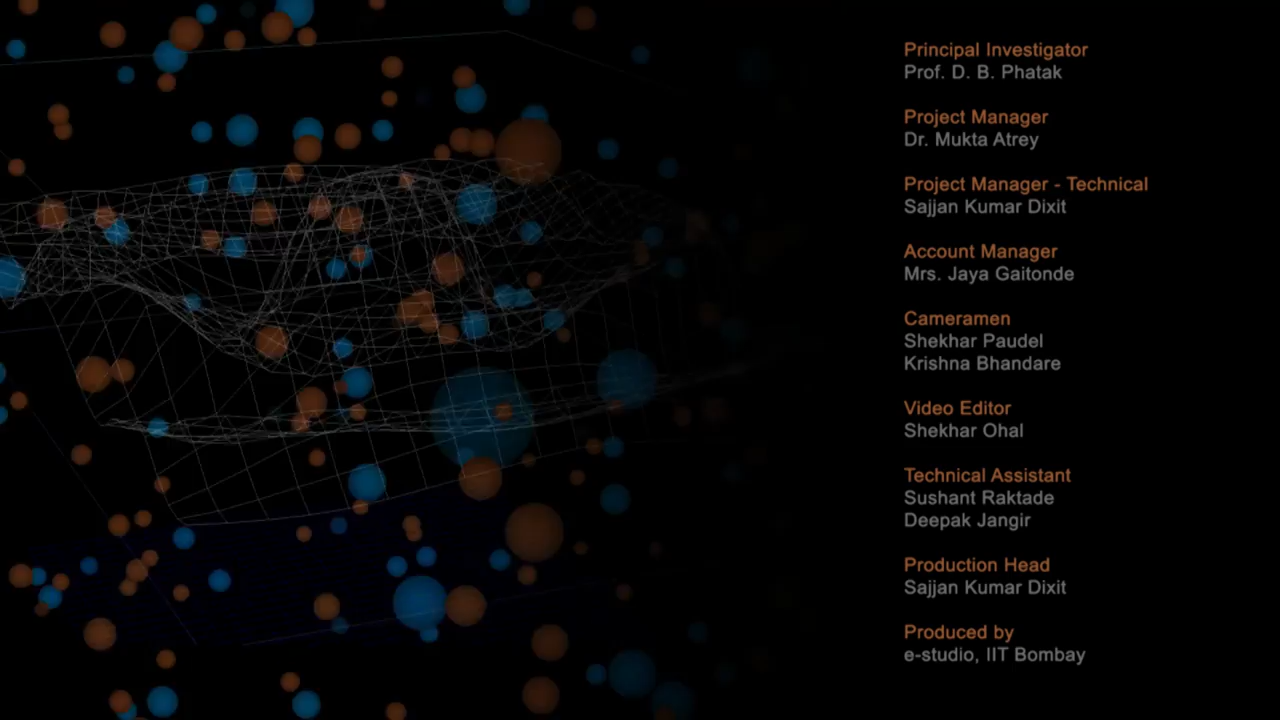 Principal Investigator
Prof. D. B. Phatak
Project Manager
Dr. Mukta Atrey
Project Manager - Technical
Sajjan Kumar Dixit
Account Manager
Mrs. Jaya Gaitonde
Cameramen
Shekhar Paudel
Krishna Bhandare
Video Editor
Shekhar Ohal
Technical Assistant
Sushant Raktade
Deepak Jangir
Production Head
Sajjan Kumar Dixit
Produced by
e-studio, IIT Bombay